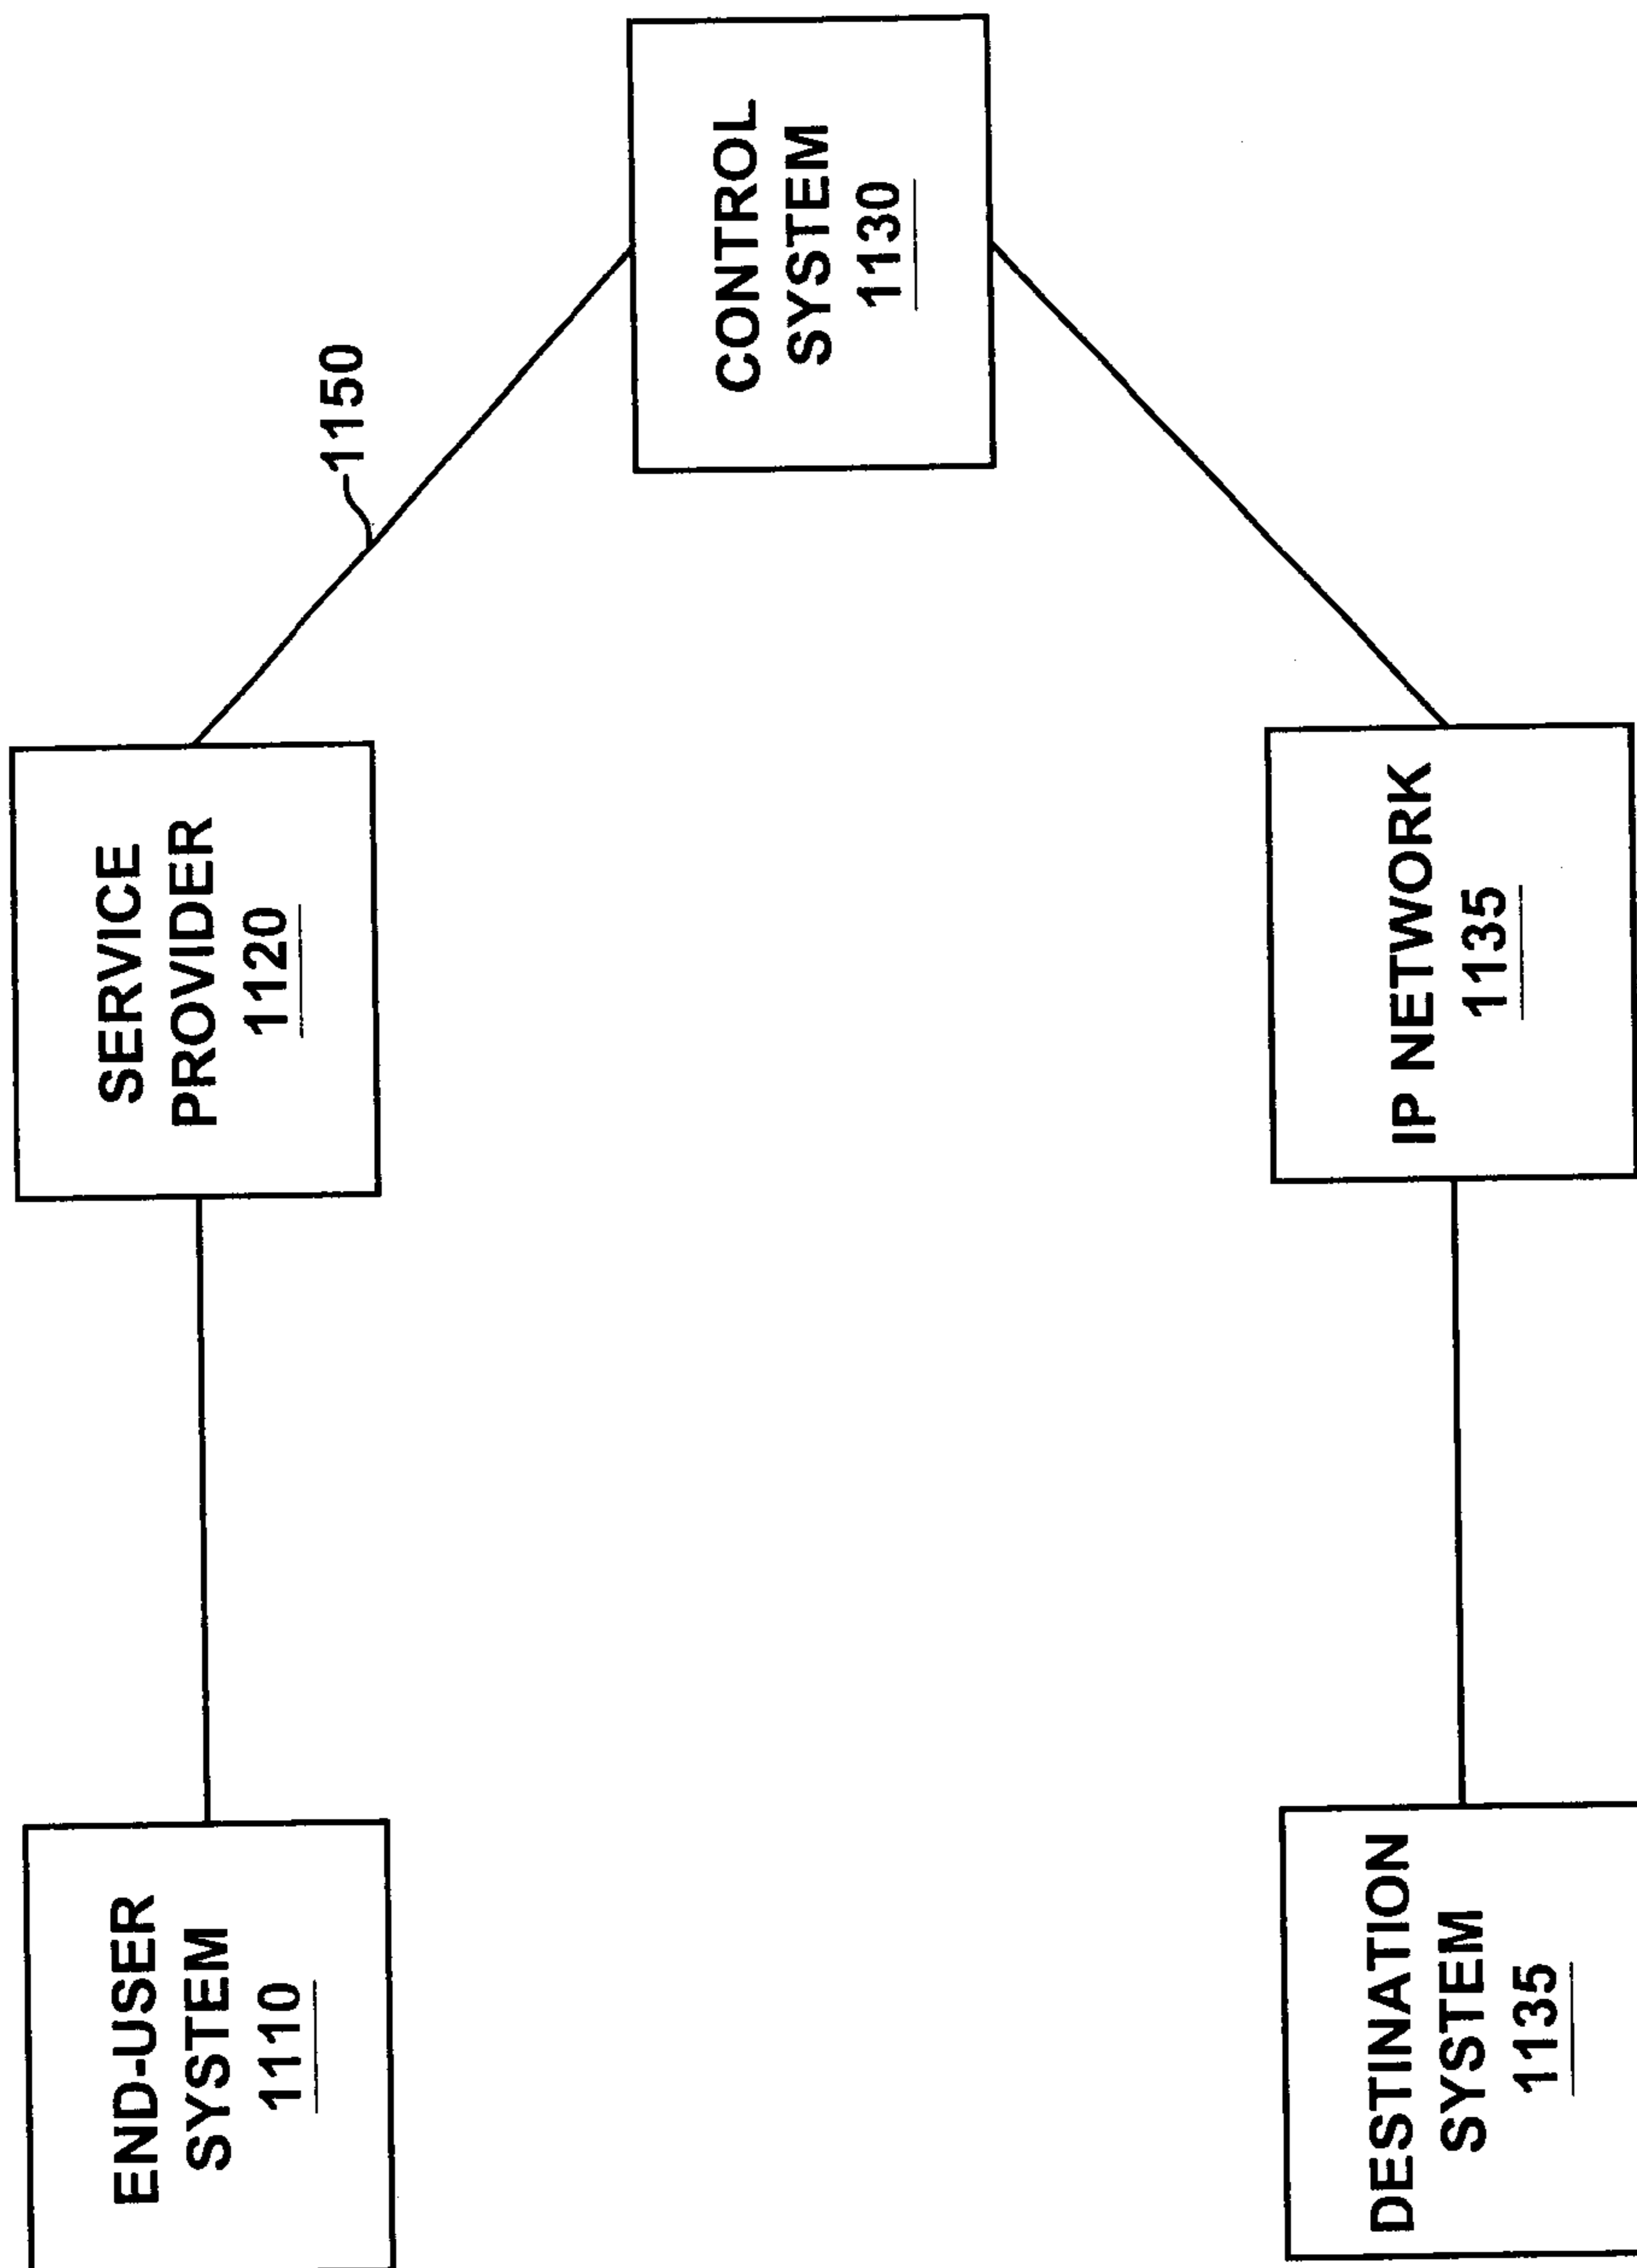 END-USER
SYSTEM
1110
SERVICE
PROVIDER
1120
1150
CONTROL
SYSTEM
1130
DESTINATION
SYSTEM
1135
IP NETWORK
1135